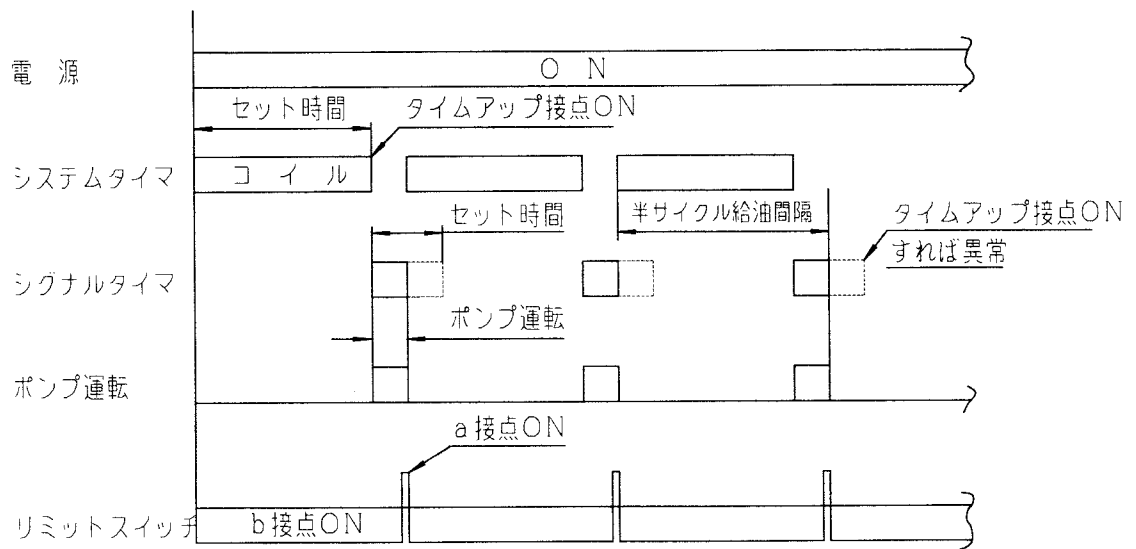 電 源
O N
セット時間
タイムアップ接点ON
システムタイマ
コ イ ル
セット時間
半サイクル給油間隔
タイムアップ接点ON
すれば異常
シグナルタイマ
ポンプ運転
ポンプ運転
a接点ON
リミットスイッチ
b接点ON